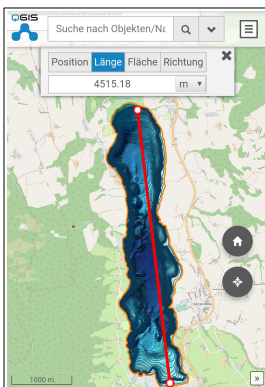 QGIS
Suche nach Objekten/Na
Position Länge Fläche Richtung
4515.18 m
1000 m
»